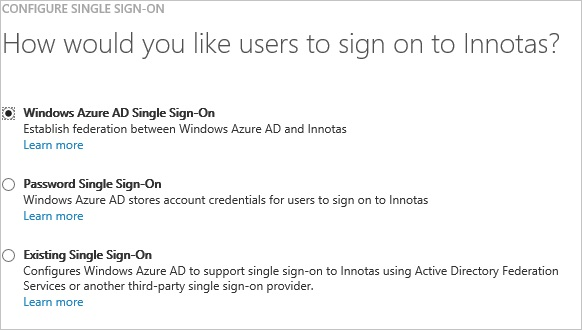 CONFIGURE SINGLE SIGN-ON
How would you like users to sign on to Innotas?
Windows Azure AD Single Sign-On
Establish federation between Windows Azure AD and Innotas
Learn more
Password Single Sign-On
Windows Azure AD stores account credentials for users to sign on to Innotas
Learn more
Existing Single Sign-On
Configures Windows Azure AD to support single sign-on to Innotas using Active Directory Federation
Services or another third-party single sign-on provider.
Learn more